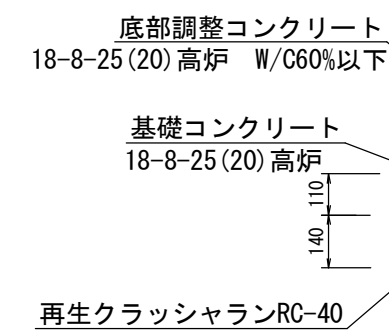 底部調整コンクリート
18-8-25(20)高炉　W/C60%以下
基礎コンクリート
18-8-25(20)高炉
110
140
再生クラッシャランRC-40